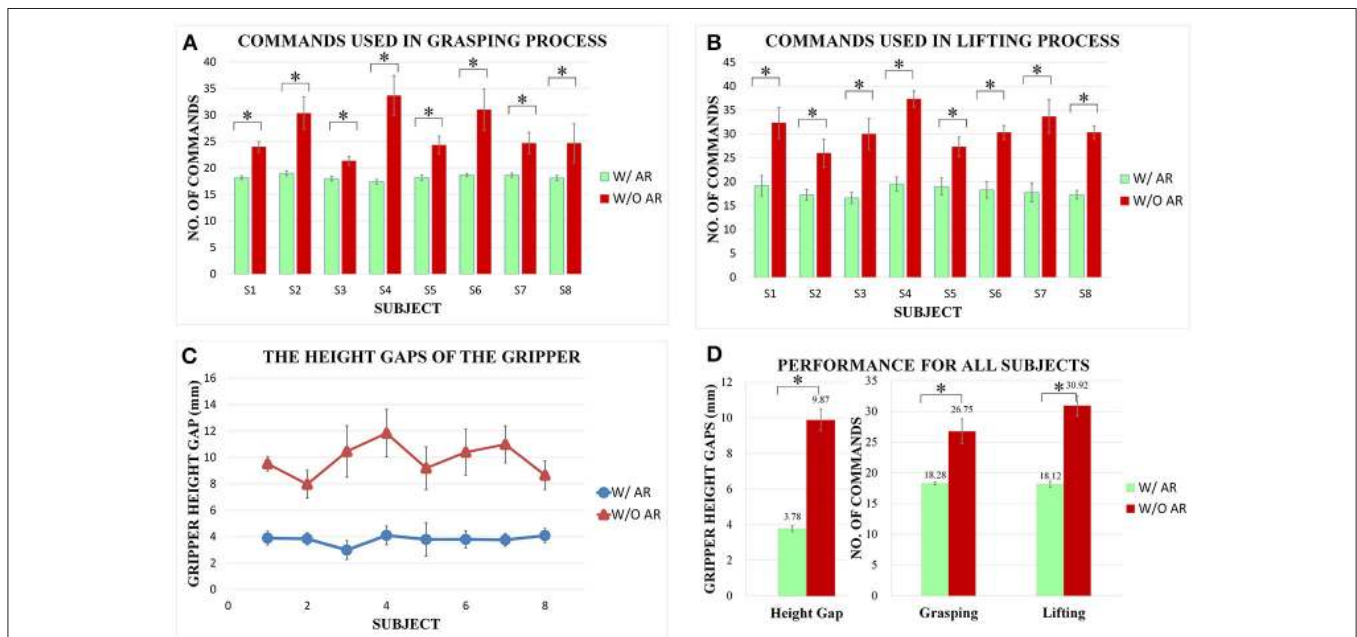 A
COMMANDS USED IN GRASPING PROCESS
NO. OF COMMANDS
40
35
30
25
20
15
10
5
0
* * * * * * * *
S1 S2 S3 S4 S5 S6 S7 S8
SUBJECT
W/ AR
W/O AR
B
COMMANDS USED IN LIFTING PROCESS
NO. OF COMMANDS
45
40
35
30
25
20
15
10
5
0
* * * * * * * *
S1 S2 S3 S4 S5 S6 S7 S8
SUBJECT
W/ AR
W/O AR
C
THE HEIGHT GAPS OF THE GRIPPER
GRIPPER HEIGHT GAP (mm)
16
14
12
10
8
6
4
2
0
0 2 4 6 8
SUBJECT
W/ AR
W/O AR
D
PERFORMANCE FOR ALL SUBJECTS
GRIPPER HEIGHT GAPS (mm)
12
10
8
6
4
2
0
*
9.87
3.78
Height Gap
NO. OF COMMANDS
35
30
25
20
15
10
5
0
* *
26.75
30.92
18.28
18.12
Grasping Lifting
W/ AR
W/O AR